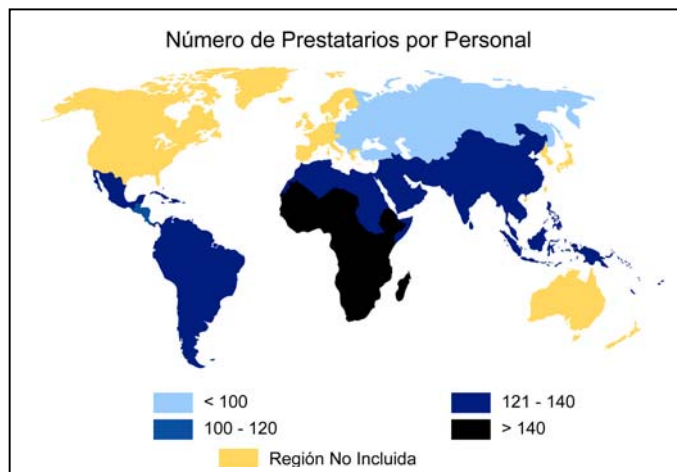 Número de Prestatarios por Personal
< 100
121 - 140
100 - 120
> 140
Región No Incluida